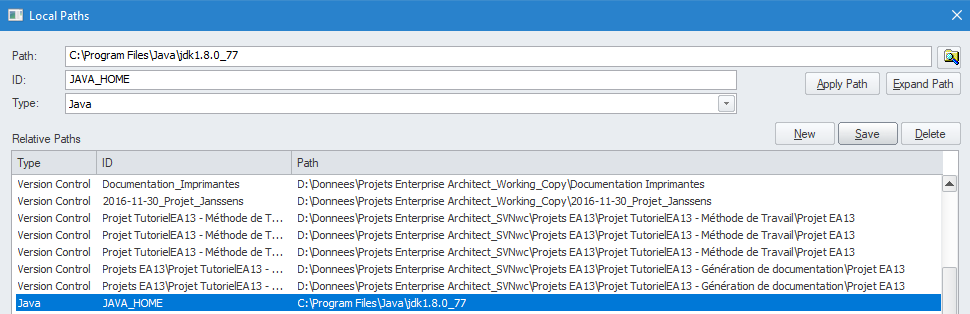 Local Paths
Path: C:\Program Files\Java\jdk1.8.0_77
ID: JAVA_HOME
Apply Path Expand Path
Type: Java
Relative Paths New Save Delete
Type ID Path
Version Control Documentation_Imprimantes D:\Donnees\Projets Enterprise Architect_Working_Copy\Documentation Imprimantes
Version Control 2016-11-30_Projet_Janssens D:\Donnees\Projets Enterprise Architect_Working_Copy\2016-11-30_Projet_Janssens
Version Control Projet TutorielEA13 - Méthode de T... D:\Donnees\Projets Enterprise Architect_SVNwc\Projets EA13\Projet TutorielEA13 - Méthode de Travail\Projet EA13
Version Control Projet TutorielEA13 - Méthode de T... D:\Donnees\Projets Enterprise Architect_SVNwc\Projets EA13\Projet TutorielEA13 - Méthode de Travail\Projet EA13
Version Control Projet TutorielEA13 - Méthode de T... D:\Donnees\Projets Enterprise Architect_SVNwc\Projets EA13\Projet TutorielEA13 - Méthode de Travail\Projet EA13
Version Control Projets EA13\Projet TutorielEA13 - ... D:\Donnees\Projets Enterprise Architect_SVNwc\Projets EA13\Projet TutorielEA13 - Génération de documentation\Projet EA13
Version Control Projets EA13\Projet TutorielEA13 - ... D:\Donnees\Projets Enterprise Architect_SVNwc\Projets EA13\Projet TutorielEA13 - Génération de documentation\Projet EA13
Java JAVA_HOME C:\Program Files\Java\jdk1.8.0_77